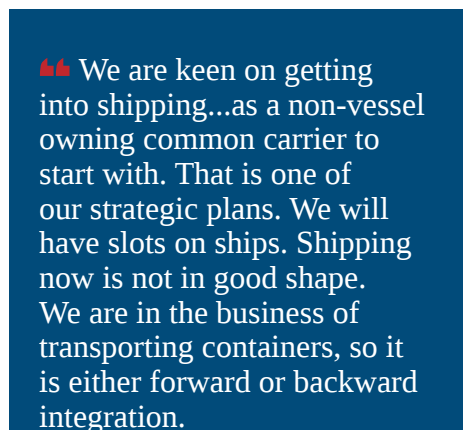 ❝ We are keen on getting
into shipping...as a non-vessel
owning common carrier to
start with. That is one of
our strategic plans. We will
have slots on ships. Shipping
now is not in good shape.
We are in the business of
transporting containers, so it
is either forward or backward
integration.